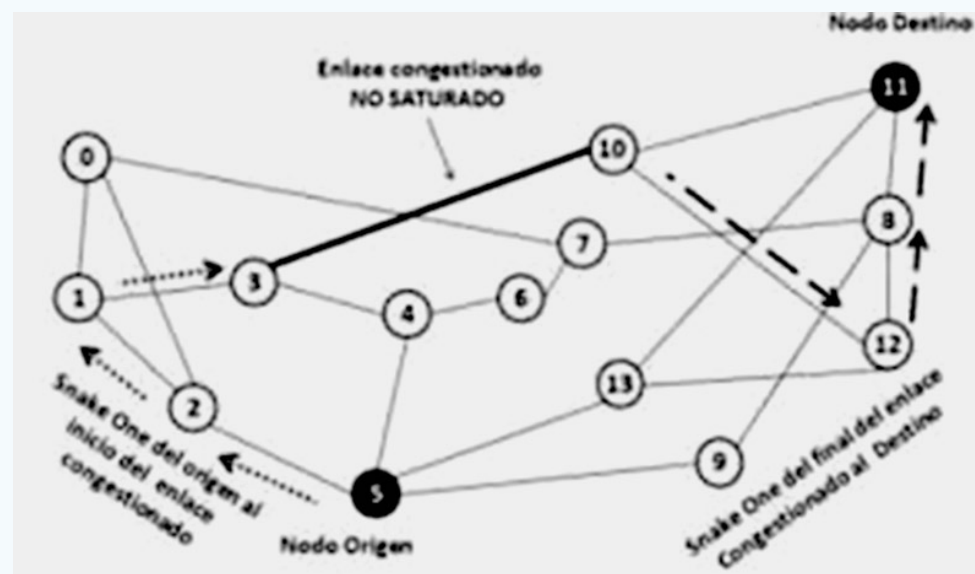 Nodo Destino
11
Enlace congestionado
NO SATURADO
0
10
8
7
3
1
6
4
12
13
2
9
5
Snake One del origen al
inicio del enlace
congestionado
Nodo Origen
Snake One del final del enlace
Congestionado al Destino